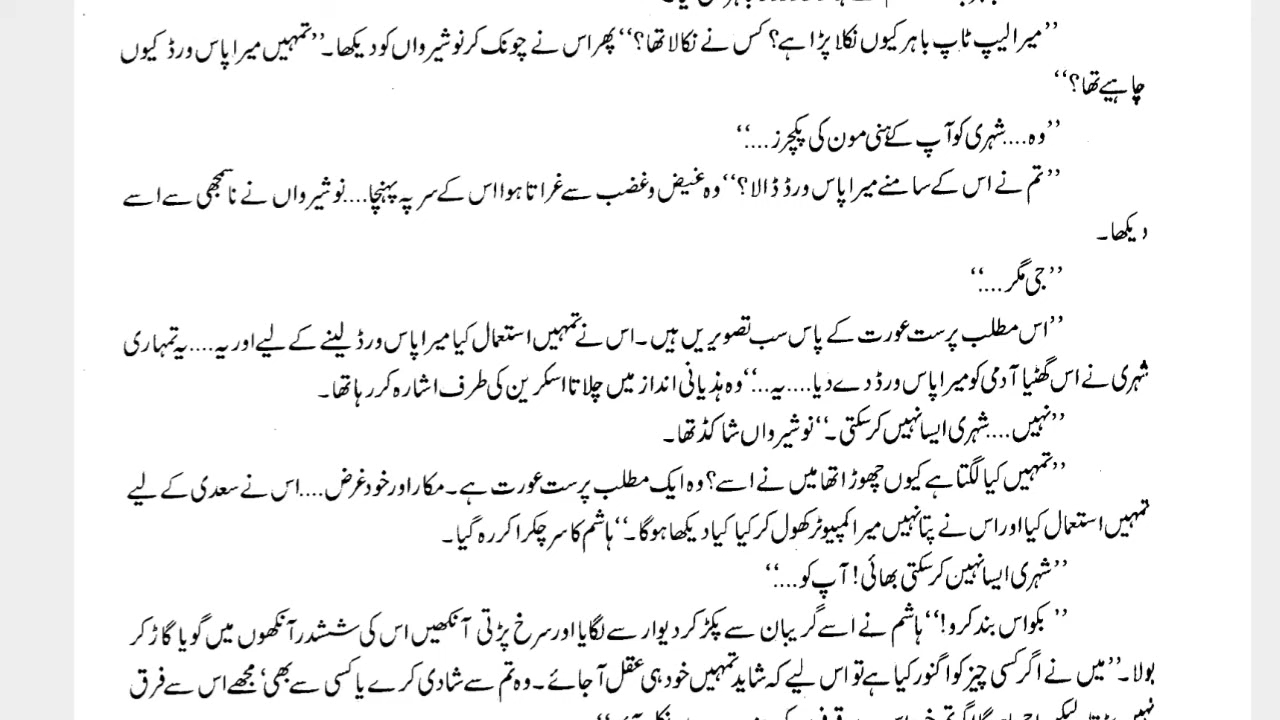 ’’میرا لیپ ٹاپ باہر کیوں نکلا پڑا ہے؟ کس نے نکالا تھا؟‘‘ پھر اس نے چونک کر نوشیرواں کو دیکھا۔ ’’تمہیں میرا پاس ورڈ کیوں
چاہیے تھا؟‘‘
’’وہ.... شہری کو آپ کے ہنی مون کی پکچرز....‘‘
’’تم نے اس کے سامنے میرا پاس ورڈ ڈالا؟‘‘ وہ غیض و غضب سے غراتا ہوا اس کے سر پہ پہنچا.... نوشیرواں نے نا سمجھی سے اسے
دیکھا۔
’’جی مگر....‘‘
’’اس مطلب پرست عورت کے پاس سب تصویریں ہیں۔ اس نے تمہیں استعمال کیا میرا پاس ورڈ لینے کے لیے اور یہ.... یہ تمہاری
شہری نے اس گھٹیا آدمی کو میرا پاس ورڈ دے دیا.... یہ...‘‘ وہ ہذیانی انداز میں چلاتا اسکرین کی طرف اشارہ کر رہا تھا۔
’’نہیں.... شہری ایسا نہیں کر سکتی۔‘‘ نوشیرواں شاکڈ تھا۔
’’تمہیں کیا لگتا ہے کیوں چھوڑا تھا میں نے اسے؟ وہ ایک مطلب پرست عورت ہے۔ مکار اور خود غرض.... اس نے سعدی کے لیے
تمہیں استعمال کیا اور اس نے پتا نہیں میرا کمپیوٹر کھول کر کیا کیا دیکھا ہوگا۔‘‘ ہاشم کا سر چکرا کر رہ گیا۔
’’شہری ایسا نہین کر سکتی بھائی! آپ کو....‘‘
’’بکواس بند کرو!‘‘ ہاشم نے اسے گریبان سے پکڑ کر دیوار سے لگایا اور سرخ پڑتی آنکھیں اس کی ششدر آنکھوں میں گویا گاڑ کر
بولا۔ ’’میں نے اگر کسی چیز کو اگنور کیا ہے تو اس لیے کہ شاید تمہیں خود ہی عقل آ جائے۔ وہ تم سے شادی کرے یا کسی سے بھی‘ مجھے اس سے فرق